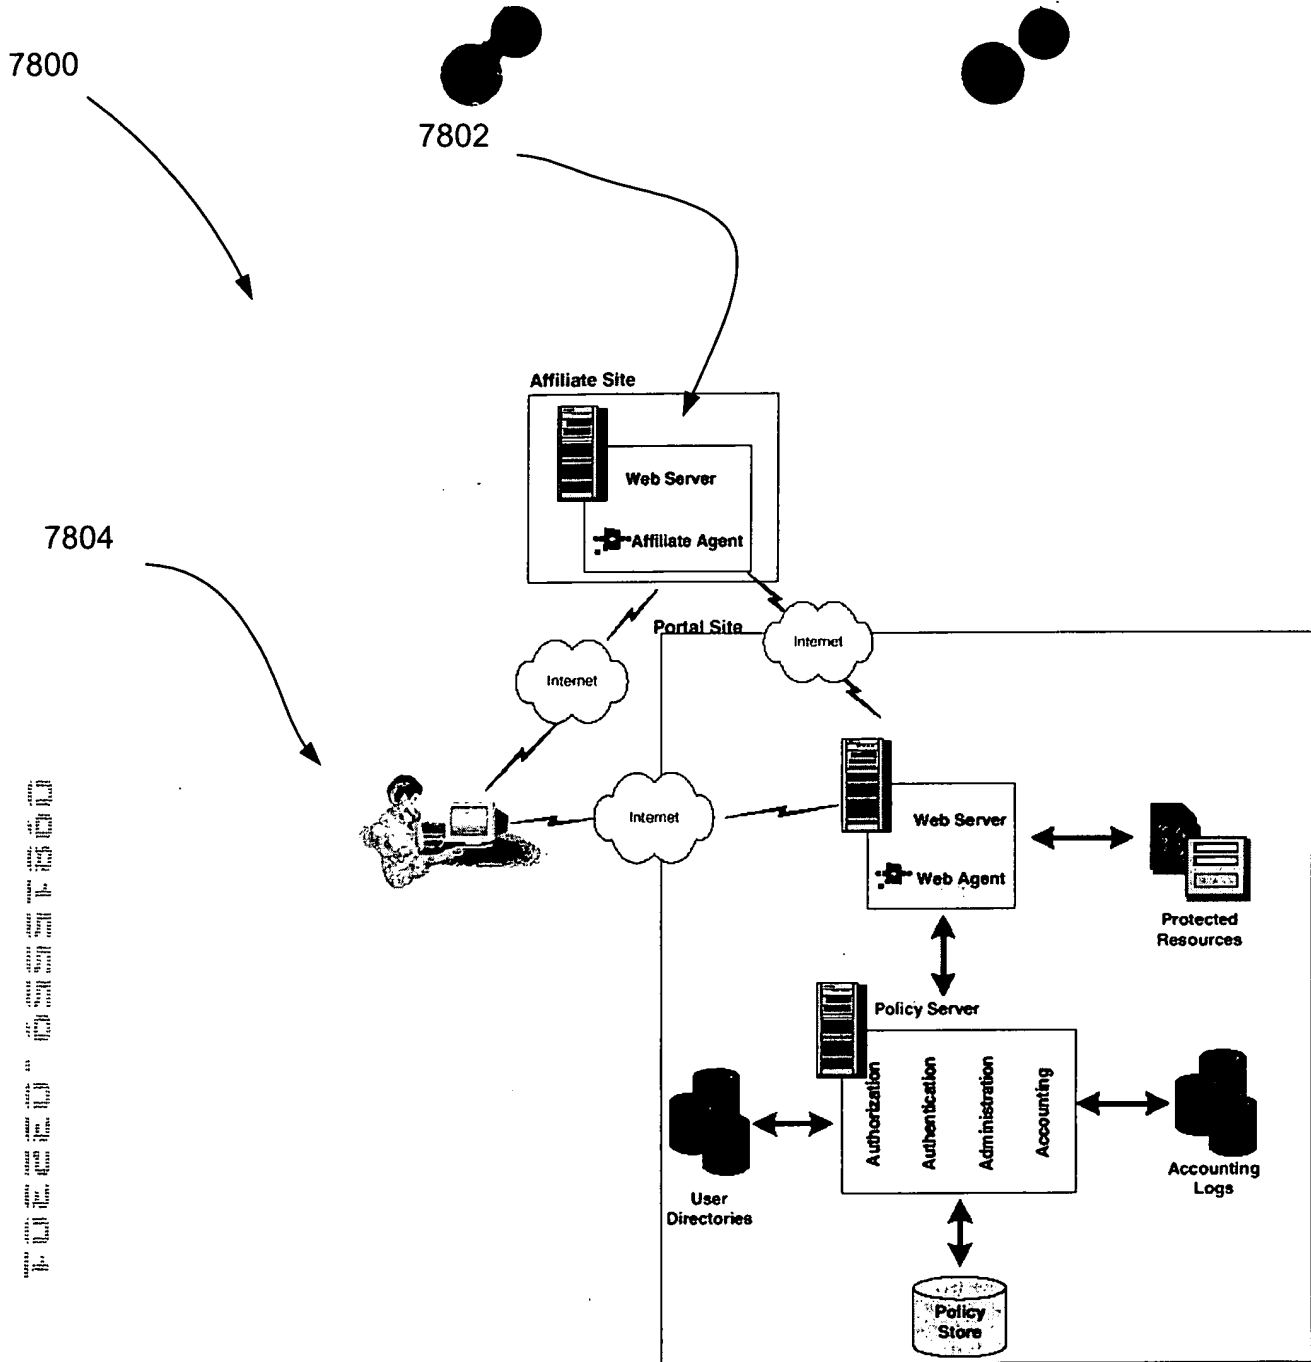 7800
7802
Affiliate Site
Web Server
Affiliate Agent
7804
Portal Site
Internet
Internet
Internet
Web Server
Web Agent
Protected
Resources
Policy Server
Authorization
Authentication
Administration
Accounting
User
Directories
Accounting
Logs
Policy
Store